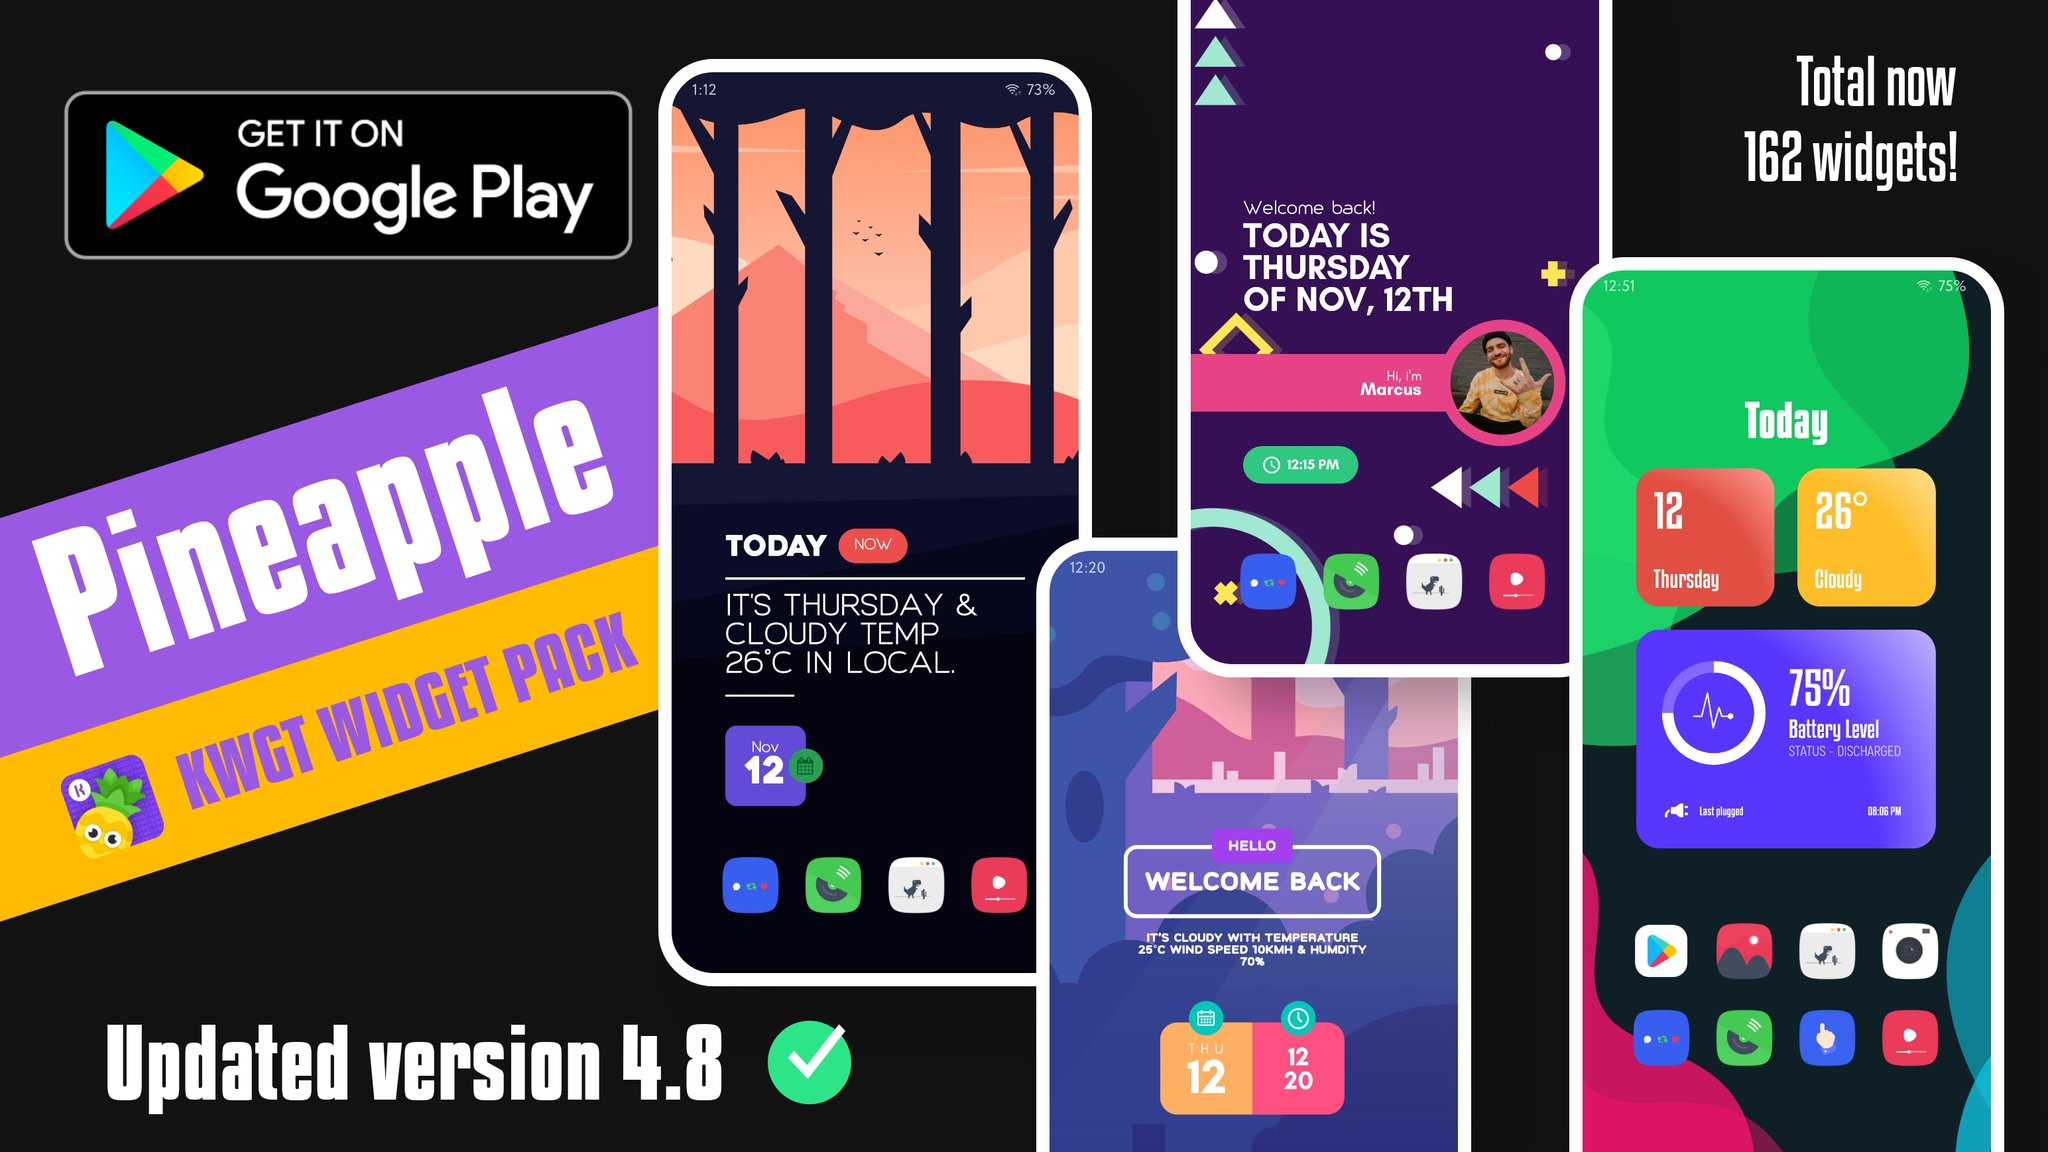 GET IT ON
Google Play
Pineapple
KWGT WIDGET PACK
K
Updated version 4.8
1:12
73%
TODAY
NOW
IT'S THURSDAY &
CLOUDY TEMP
26°C IN LOCAL.
Nov
12
Welcome back!
TODAY IS
THURSDAY
OF NOV, 12TH
Hi, i'm
Marcus
12:15 PM
12:20
HELLO
WELCOME BACK
IT'S CLOUDY WITH TEMPERATURE
25°C WIND SPEED 10KMH & HUMDITY
70%
THU
12
12
20
Total now
162 widgets!
12:51
75%
Today
12
Thursday
26°
Cloudy
75%
Battery Level
STATUS - DISCHARGED
Last plugged
08:06 PM